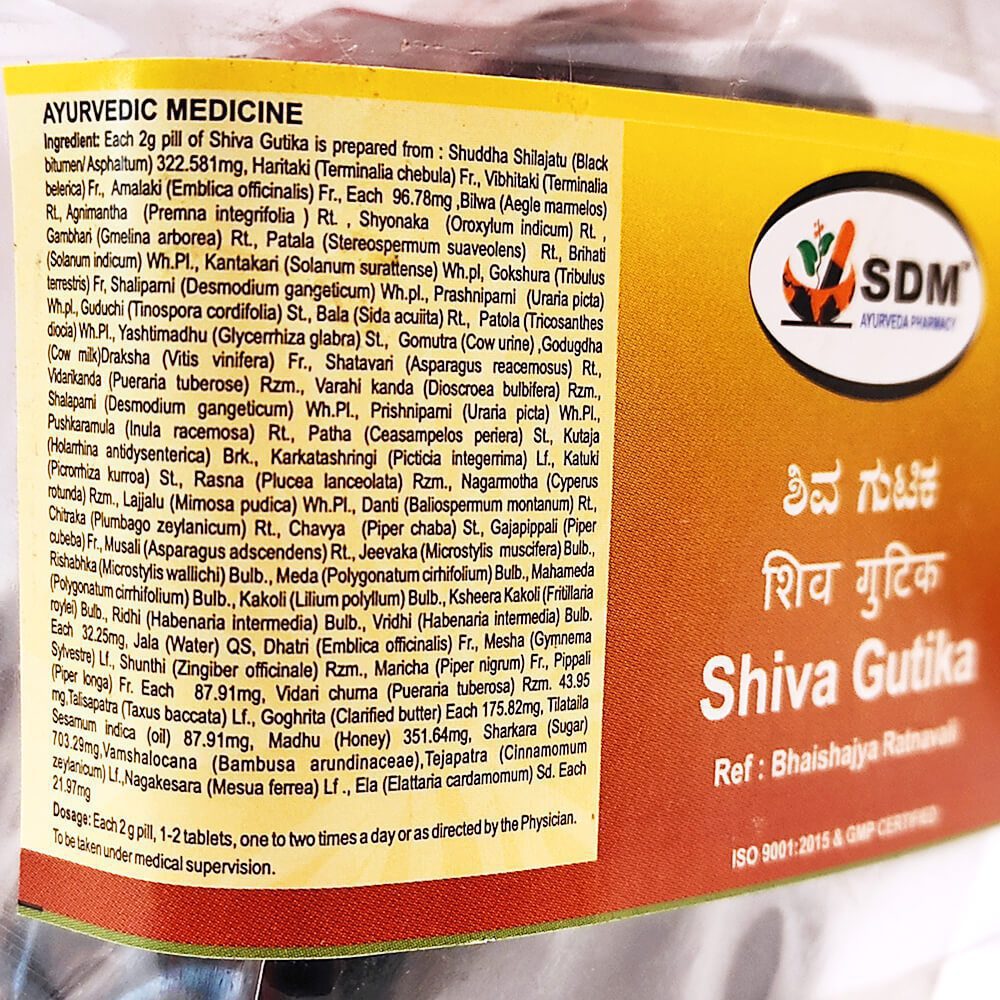 AYURVEDIC MEDICINE
Ingredient: Each 2g pill of Shiva Gutika is prepared from : Shuddha Shilajatu (Black
bitumen/Asphaltum) 322.581mg, Haritaki (Terminalia chebula) Fr., Vibhitaki (Terminalia
belerica) Fr., Amalaki (Emblica officinalis) Fr., Each 96.78mg ,Bilwa (Aegle marmelos)
Rt., Agnimantha (Premna integrifolia ) Rt. , Shyonaka (Oroxylum indicum) Rt. ,
Gambhari (Gmelina arborea) Rt., Patala (Stereospermum suaveolens) Rt., Brihati
(Solanum indicum) Wh.Pl., Kantakari (Solanum surattense) Wh.pl, Gokshura (Tribulus
terrestris) Fr, Shaliparni (Desmodium gangeticum) Wh.pl., Prashniparni (Uraria picta)
Wh.pl., Guduchi (Tinospora cordifolia) St., Bala (Sida acuiita) Rt., Patola (Tricosanthes
diocia) Wh.Pl., Yashtimadhu (Glycerrhiza glabra) St., Gomutra (Cow urine) ,Godugdha
(Cow milk)Draksha (Vitis vinifera) Fr., Shatavari (Asparagus reacemosus) Rt.,
Vidarikanda (Pueraria tuberose) Rzm., Varahi kanda (Dioscroea bulbifera) Rzm.,
Shalaparni (Desmodium gangeticum) Wh.Pl., Prishniparni (Uraria picta) Wh.Pl.,
Pushkaramula (Inula racemosa) Rt., Patha (Ceasampelos periera) St., Kutaja
(Holarrhina antidysenterica) Brk., Karkatashringi (Picticia integerrima) Lf., Katuki
(Picrorrhiza kurroa) St., Rasna (Plucea lanceolata) Rzm., Nagarmotha (Cyperus
rotunda) Rzm., Lajjalu (Mimosa pudica) Wh.Pl., Danti (Baliospermum montanum) Rt.,
Chitraka (Plumbago zeylanicum) Rt., Chavya (Piper chaba) St., Gajapippali (Piper
cubeba) Fr., Musali (Asparagus adscendens) Rt., Jeevaka (Microstylis muscifera) Bulb.,
Rishabhka (Microstylis wallichi) Bulb., Meda (Polygonatum cirhifolium) Bulb., Mahameda
(Polygonatum cirrhifolium) Bulb., Kakoli (Lilium polyllum) Bulb., Ksheera Kakoli (Fritillaria
roylei) Bulb., Ridhi (Habenaria intermedia) Bulb., Vridhi (Habenaria intermedia) Bulb.
Each 32.25mg, Jala (Water) QS, Dhatri (Emblica officinalis) Fr., Mesha (Gymnema
Sylvestre) Lf., Shunthi (Zingiber officinale) Rzm., Maricha (Piper nigrum) Fr., Pippali
(Piper longa) Fr. Each 87.91mg, Vidari churna (Pueraria tuberosa) Rzm. 43.95
mg,Talisapatra (Taxus baccata) Lf., Goghrita (Clarified butter) Each 175.82mg, Tilataila
Sesamum indica (oil) 87.91mg, Madhu (Honey) 351.64mg, Sharkara (Sugar)
703.29mg,Vamshalocana (Bambusa arundinaceae),Tejapatra (Cinnamomum
zeylanicum) Lf.,Nagakesara (Mesua ferrea) Lf ., Ela (Elattaria cardamomum) Sd. Each
21.97mg
Dosage: Each 2 g pill, 1-2 tablets, one to two times a day or as directed by the Physician.
To be taken under medical supervision.
SDM
AYURVEDA PHARMACY
ಶಿವ ಗುಟಿಕ
शिव गुटिक
Shiva Gutika
Ref : Bhaishajya Ratnavali
ISO 9001:2015 & GMP CERTIFIED